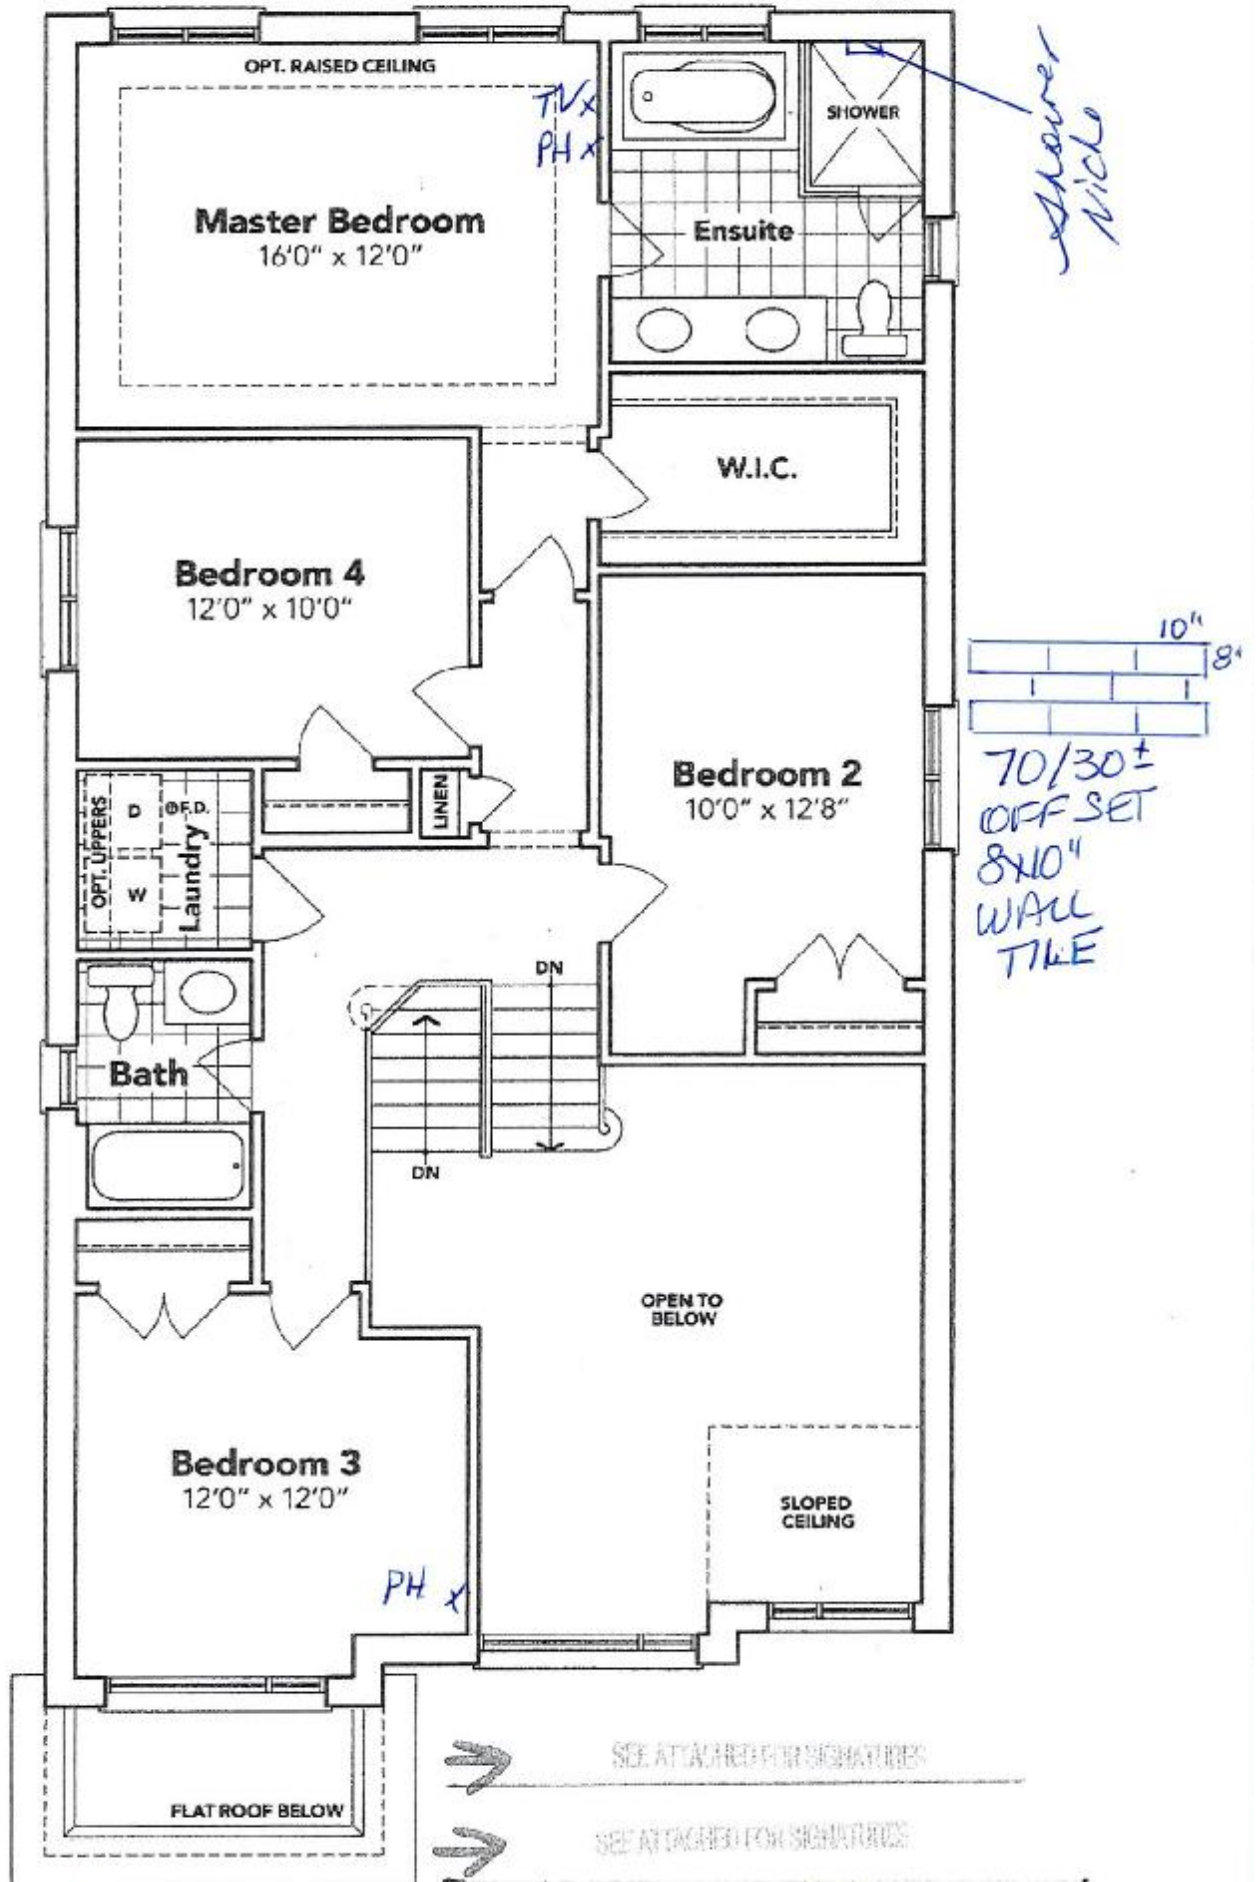 OPT. RAISED CEILING
TV x
PH x
SHOWER
Shower
Niche
Master Bedroom
16'0" x 12'0"
Ensuite
W.I.C.
Bedroom 4
12'0" x 10'0"
10"
8"
Bedroom 2
10'0" x 12'8"
70/30±
OFFSET
8x10"
WALL
TILE
OPT. UPPERS
D
F.D.
W
Laundry
LINEN
DN
Bath
DN
OPEN TO
BELOW
Bedroom 3
12'0" x 12'0"
SLOPED
CEILING
PH x
SEE ATTACHED FOR SIGNATURES
FLAT ROOF BELOW
SEE ATTACHED FOR SIGNATURES